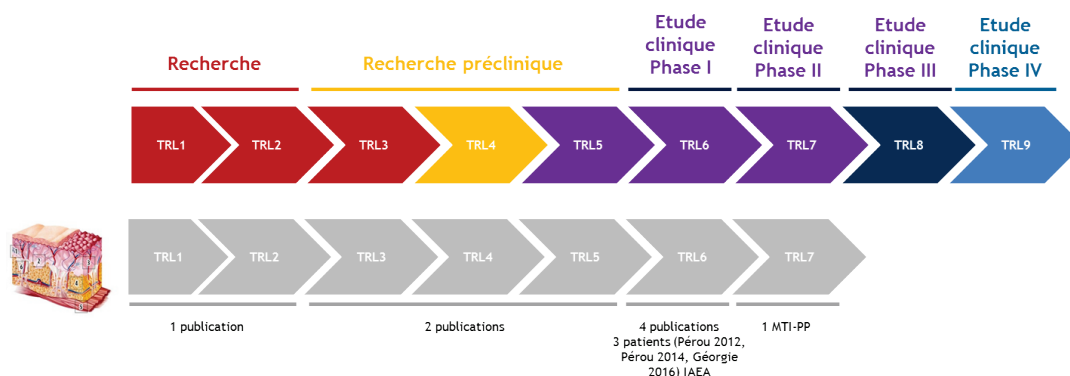 Recherche
Recherche préclinique
Etude
clinique
Phase I
Etude
clinique
Phase II
Etude
clinique
Phase III
Etude
clinique
Phase IV
TRL1
TRL2
TRL3
TRL4
TRL5
TRL6
TRL7
TRL8
TRL9
TRL1
TRL2
TRL3
TRL4
TRL5
TRL6
TRL7
1 publication
2 publications
4 publications
3 patients (Pérou 2012,
Pérou 2014, Géorgie
2016) IAEA
1 MTI-PP